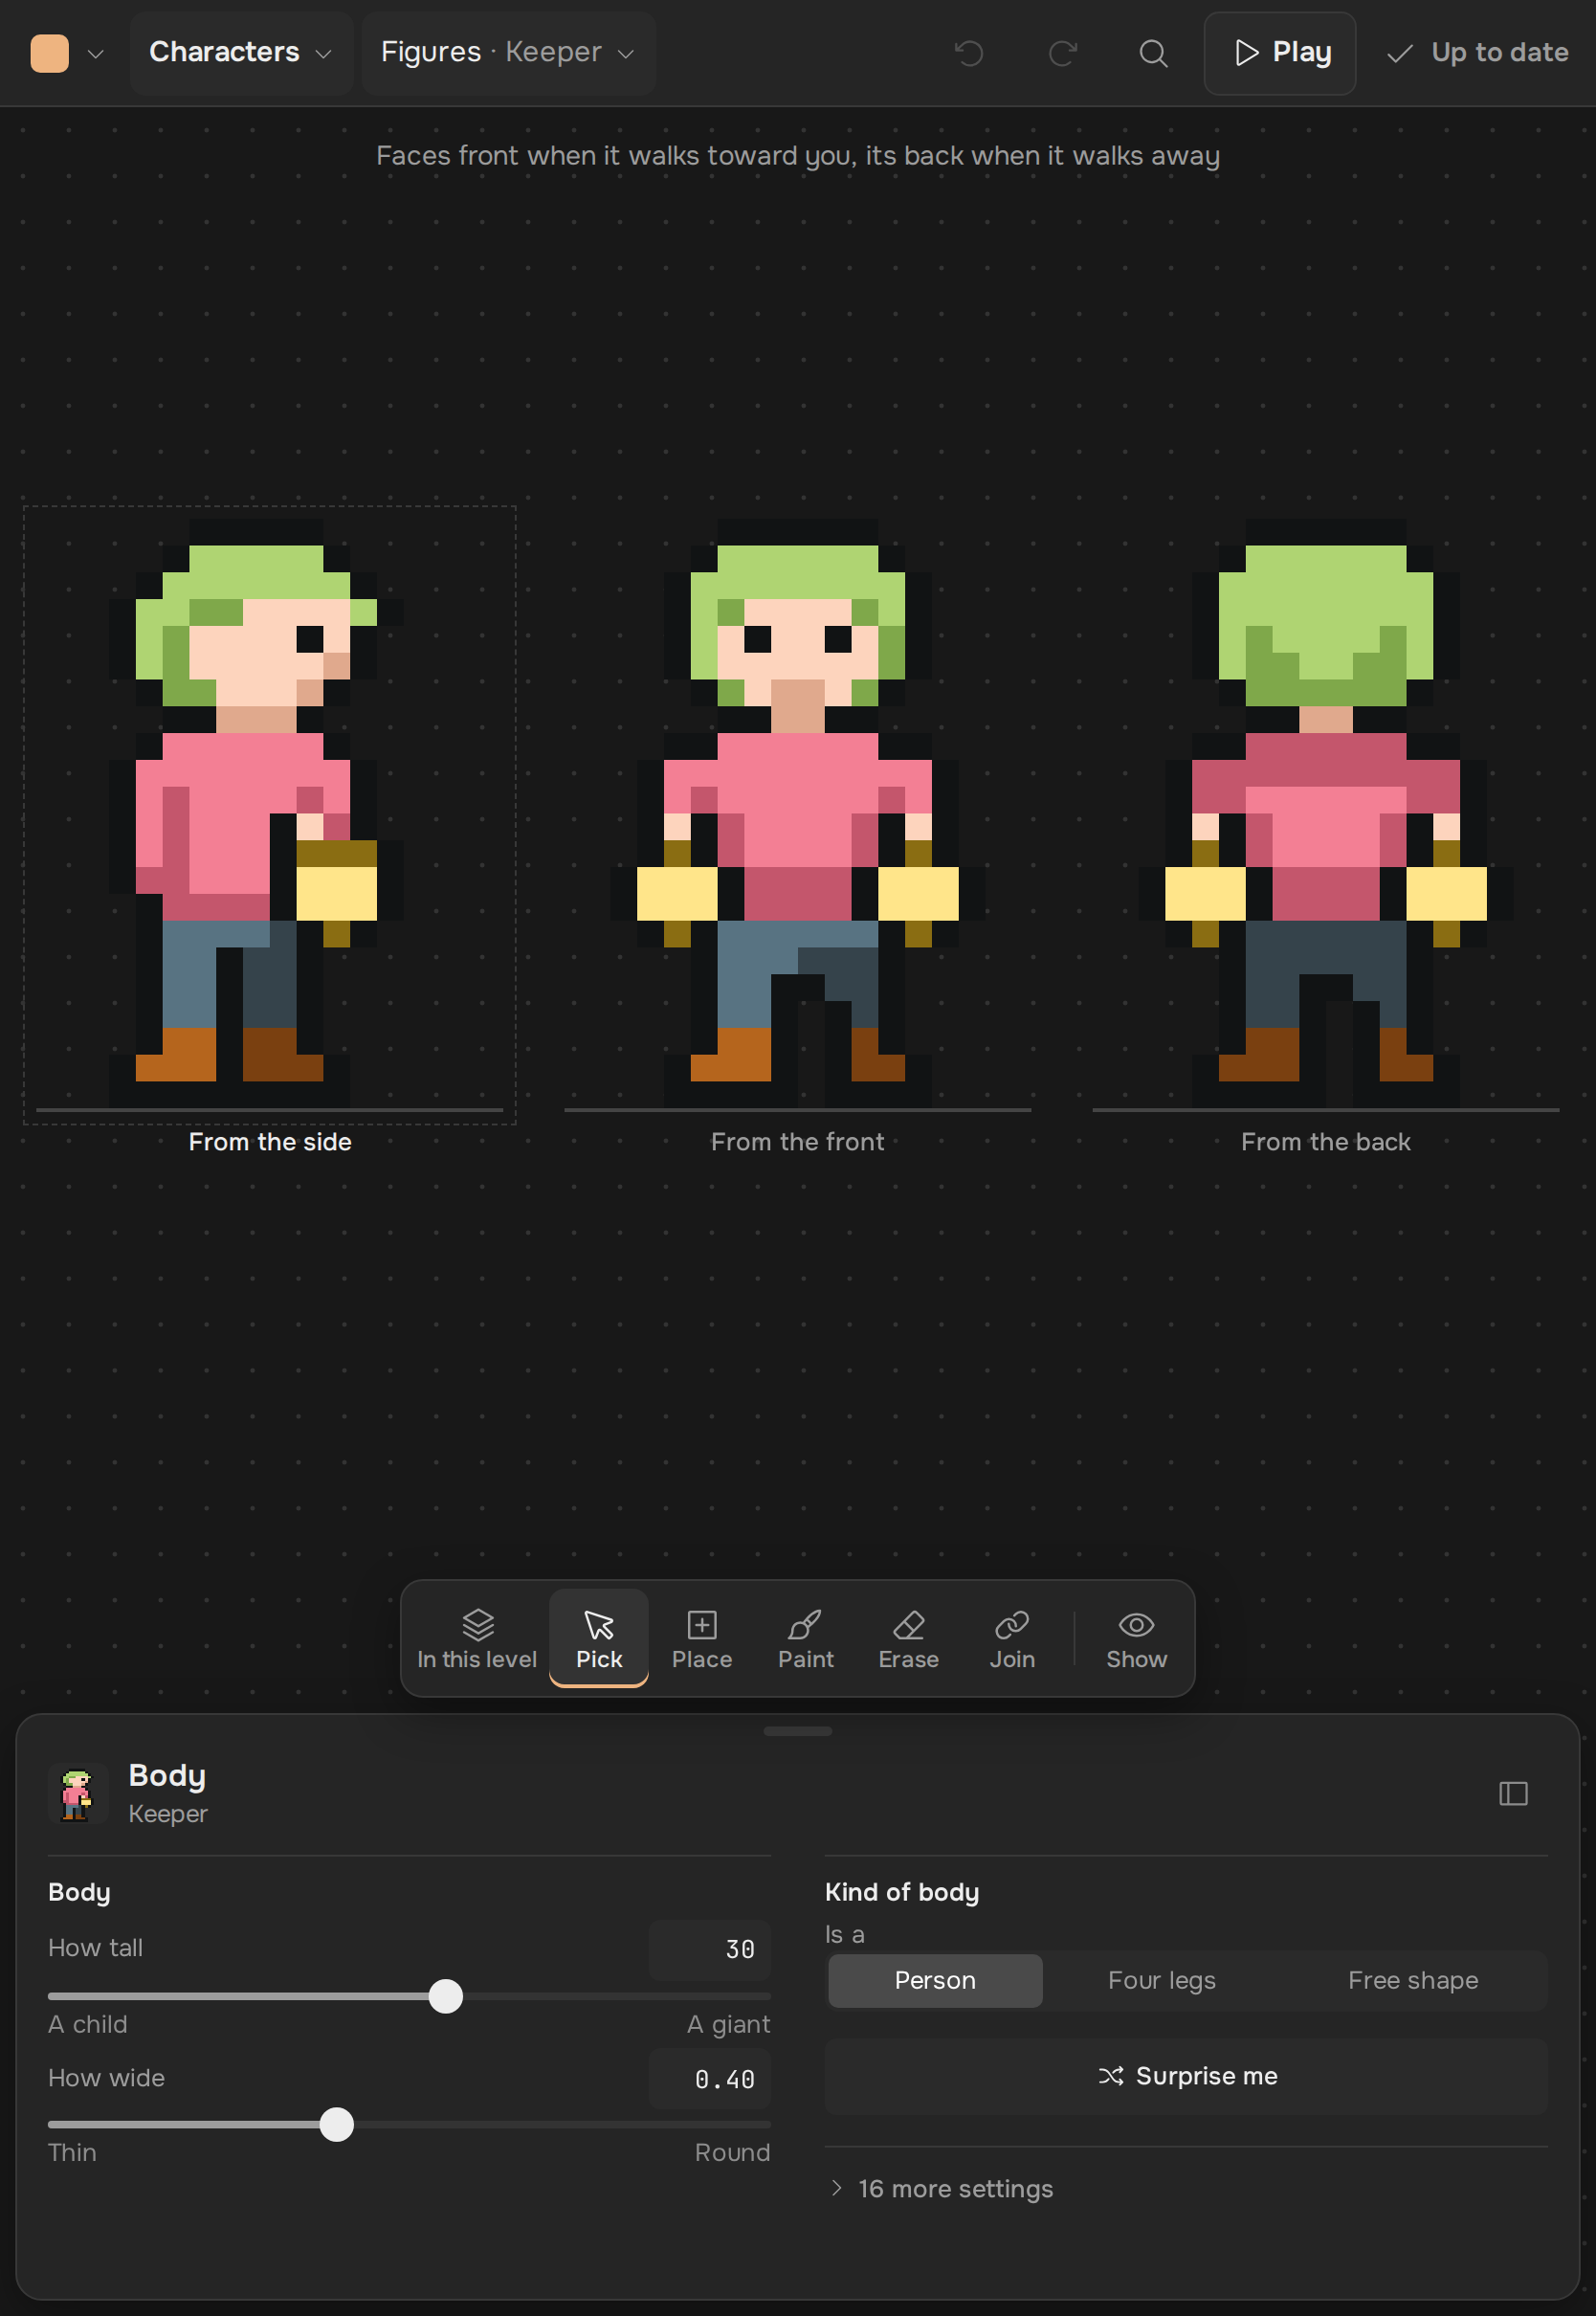 Characters
Figures · Keeper
Play
Up to date
Faces front when it walks toward you, its back when it walks away
From the side
From the front
From the back
In this level
Pick
Place
Paint
Erase
Join
Show
Body
Keeper
Body
How tall
30
A child
A giant
How wide
0.40
Thin
Round
Kind of body
Is a
Person
Four legs
Free shape
Surprise me
16 more settings